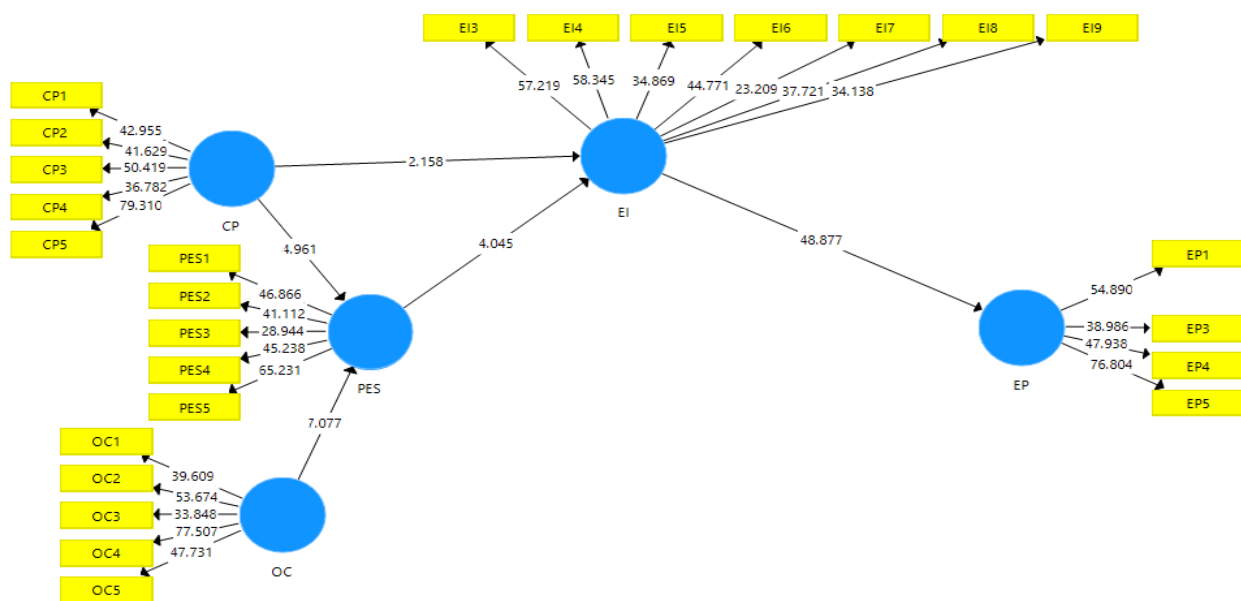 EI3 EI4 EI5 EI6 EI7 EI8 EI9
57.219 58.345 34.869 44.771 23.209 37.721 34.138
EI
CP1
CP2
CP3
CP4
CP5
42.955
41.629
50.419
36.782
79.310
CP
2.158
4.961
4.045
48.877
PES1
PES2
PES3
PES4
PES5
46.866
41.112
28.944
45.238
65.231
PES
7.077
OC1
OC2
OC3
OC4
OC5
39.609
53.674
33.848
77.507
47.731
OC
EP
54.890
38.986
47.938
76.804
EP1
EP3
EP4
EP5